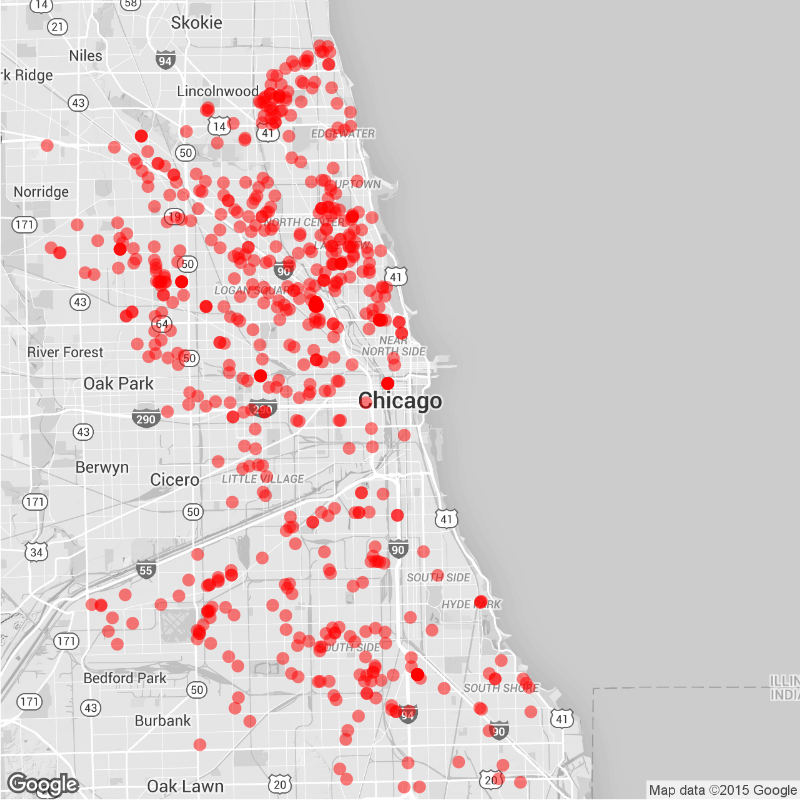 14
58
21
Skokie
Niles
94
rk Ridge
Lincolnwood
43
14
41
EDGEWATER
50
Norridge
UPTOWN
171
19
NORTH CENTER
50
90
41
LOGAN SQUARE
43
64
NEAR
NORTH SIDE
River Forest
50
Oak Park
Chicago
290
290
43
Berwyn
Cicero
LITTLE VILLAGE
171
50
41
34
90
55
SOUTH SIDE
HYDE PARK
171
Bedford Park
50
SOUTH SHORE
ILLIN
INDIA
171
43
94
Burbank
41
90
Google
Oak Lawn
20
20
Map data ©2015 Google